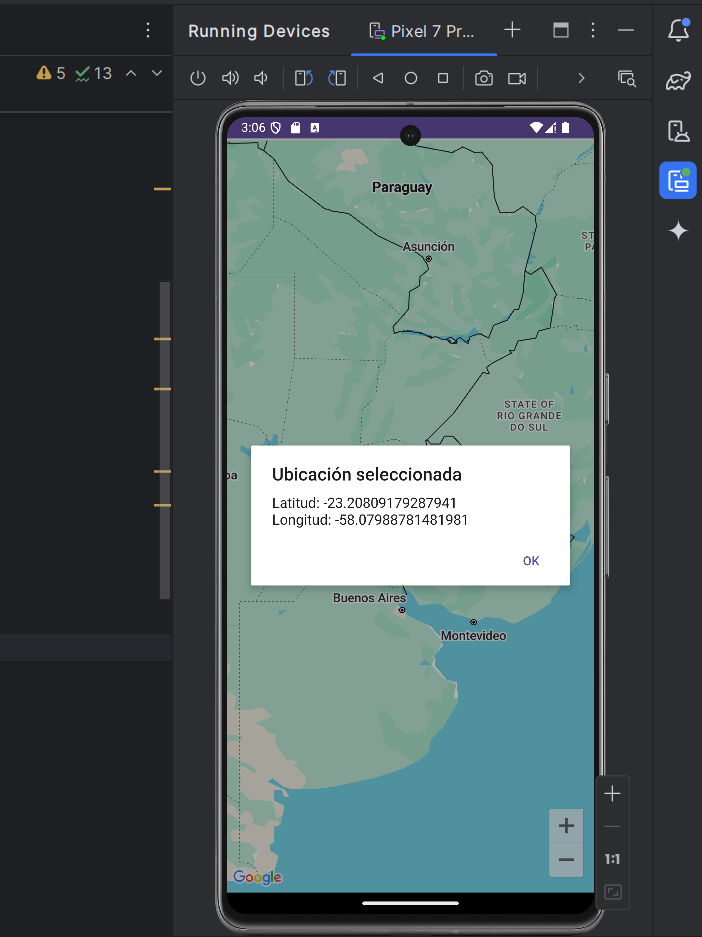 Running Devices
Pixel 7 Pr...
5
13
3:06
A
Paraguay
Asunción
ST
PA
STATE OF
RIO GRANDE
DO SUL
ba
Ubicación seleccionada
Latitud: -23.20809179287941
Longitud: -58.07988781481981
OK
Buenos Aires
Montevideo
Google
1:1